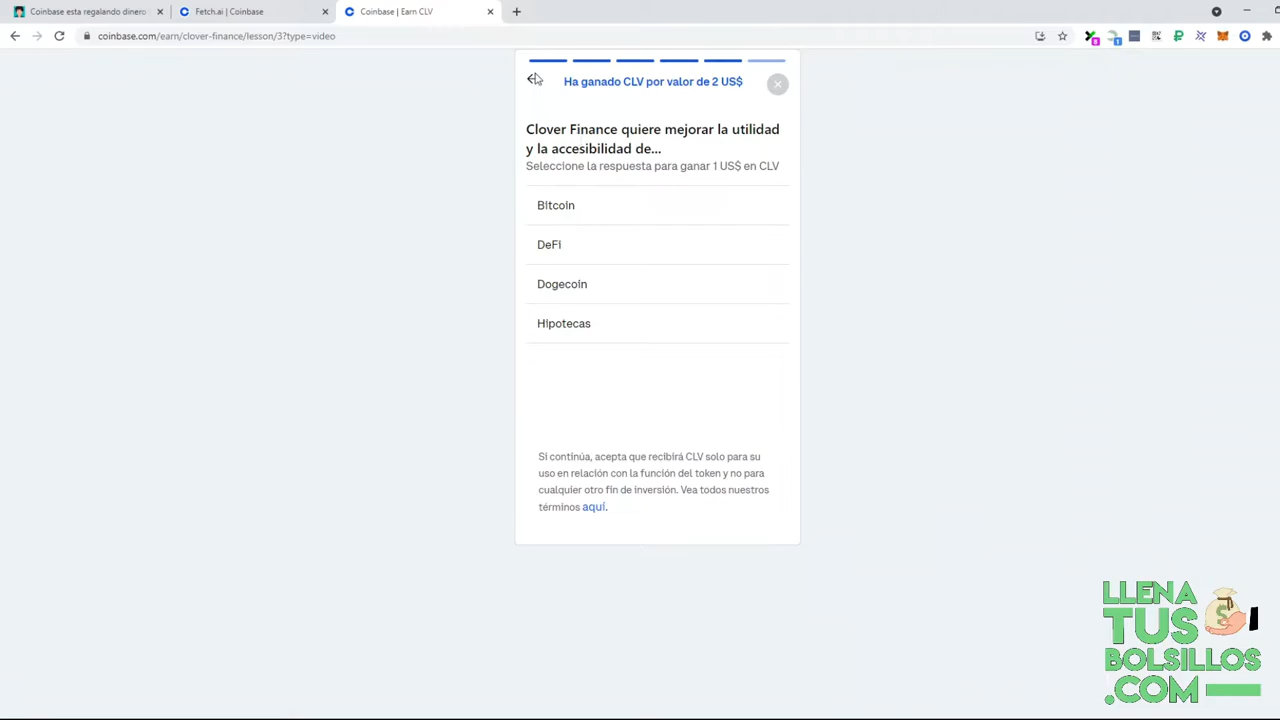 Coinbase esta regalando dinero
Fetch.ai | Coinbase
Coinbase | Earn CLV
coinbase.com/earn/clover-finance/lesson/3?type=video
Ha ganado CLV por valor de 2 US$
Clover Finance quiere mejorar la utilidad
y la accesibilidad de...
Seleccione la respuesta para ganar 1 US$ en CLV
Bitcoin
DeFi
Dogecoin
Hipotecas
Si continúa, acepta que recibirá CLV solo para su
uso en relación con la función del token y no para
cualquier otro fin de inversión. Vea todos nuestros
términos aquí.
LLENA
TUS
BOLSILLOS
.COM